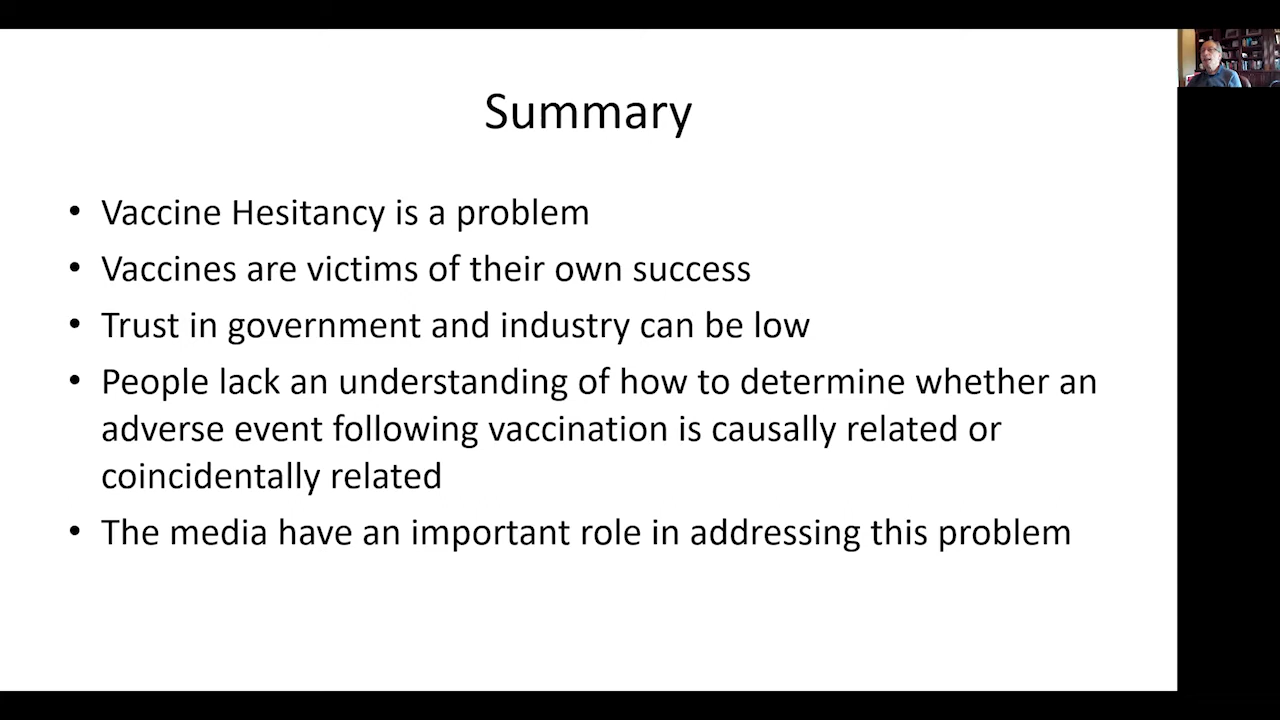 Summary
• Vaccine Hesitancy is a problem
• Vaccines are victims of their own success
• Trust in government and industry can be low
• People lack an understanding of how to determine whether an
adverse event following vaccination is causally related or
coincidentally related
• The media have an important role in addressing this problem